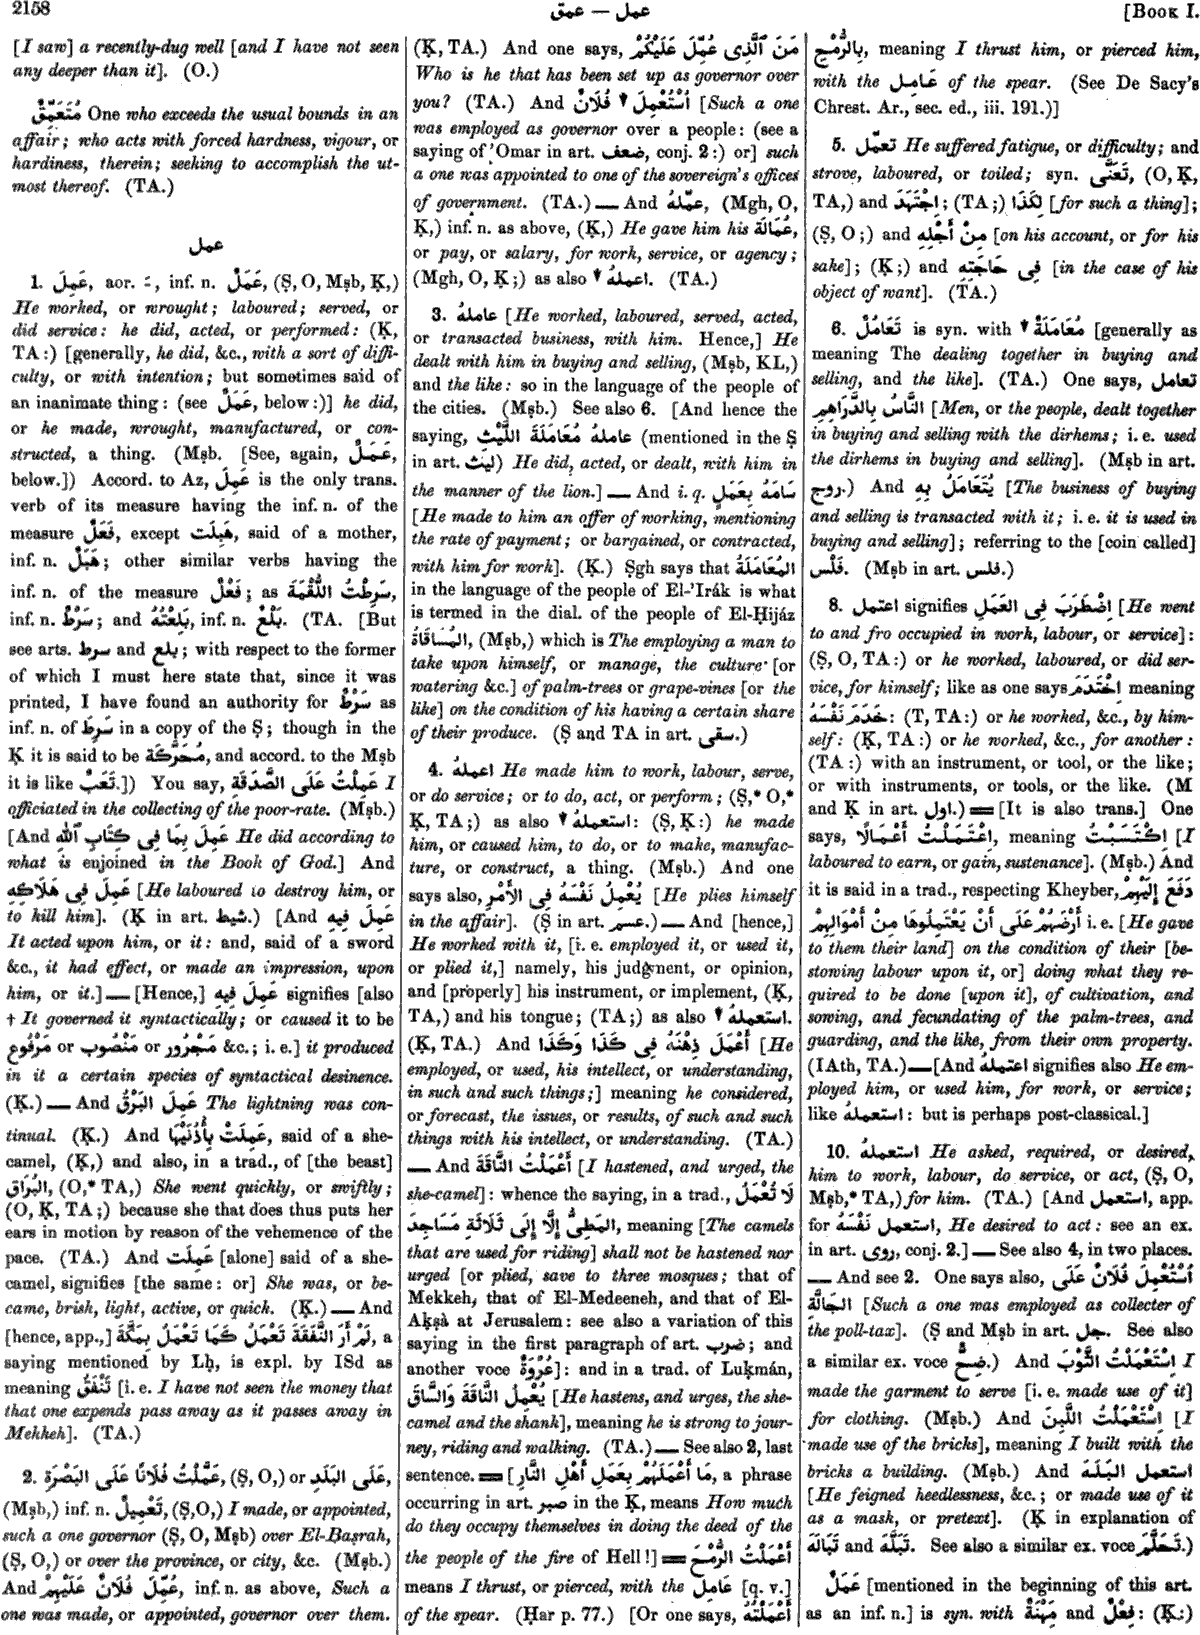 2158
عمل — عمق
[Book I.
[I saw] a recently-dug well [and I have not seen
any deeper than it]. (O.)
مُتَعَمِّقٌ One who exceeds the usual bounds in an
affair; who acts with forced hardness, vigour, or
hardiness, therein; seeking to accomplish the ut-
most thereof. (TA.)
عمل
1. عَمِلَ, aor. ـَ, inf. n. عَمَلٌ, (Ṣ, O, Mṣb, Ḳ,)
He worked, or wrought; laboured; served, or
did service: he did, acted, or performed: (Ḳ,
TA:) [generally, he did, &c., with a sort of diffi-
culty, or with intention; but sometimes said of
an inanimate thing: (see عَمَلٌ, below:)] he did,
or he made, wrought, manufactured, or con-
structed, a thing. (Mṣb. [See, again, عَمَلٌ,
below.]) Accord. to Az, عَمِلَ is the only trans.
verb of its measure having the inf. n. of the
measure فَعَلٌ, except هَبِلَت, said of a mother,
inf. n. هَبَلٌ; other similar verbs having the
inf. n. of the measure فَعْلٌ; as سَرِطْتُ اللُّقْمَةَ,
inf. n. سَرْطٌ; and بَلِعْتُهُ, inf. n. بَلْعٌ. (TA. [But
see arts. سرط and بلع; with respect to the former
of which I must here state that, since it was
printed, I have found an authority for سَرْطٌ as
inf. n. of سَرِطَ in a copy of the Ṣ; though in the
Ḳ it is said to be مُحَرَّكَة, and accord. to the Mṣb
it is like تَعَبٌ.]) You say, عَمِلْتُ عَلَى الصَّدَقَةِ I
officiated in the collecting of the poor-rate. (Mṣb.)
[And عَمِلَ بِمَا فِى كِتَابِ ٱللّٰهِ He did according to
what is enjoined in the Book of God.] And
عَمِلَ فِى هَلَاكِهِ [He laboured to destroy him, or
to kill him]. (Ḳ in art. شيط.) [And عَمِلَ فِيهِ
It acted upon him, or it: and, said of a sword
&c., it had effect, or made an impression, upon
him, or it.] — [Hence,] عَمِلَ فِيهِ signifies [also
† It governed it syntactically; or caused it to be
مَرْفُوع or مَنْصُوب or مَجْرُور &c.; i. e.] it produced
in it a certain species of syntactical desinence.
(Ḳ.) — And عَمِلَ البَرْقُ The lightning was con-
tinual. (Ḳ.) And عَمِلَتْ بِأُذُنَيْهَا, said of a she-
camel, (Ḳ,) and also, in a trad., of [the beast]
البُرَاق, (O,* TA,) She went quickly, or swiftly;
(O, Ḳ, TA;) because she that does thus puts her
ears in motion by reason of the vehemence of the
pace. (TA.) And عَمِلَت [alone] said of a she-
camel, signifies [the same: or] She was, or be-
came, brisk, light, active, or quick. (Ḳ.) — And
[hence, app.,] لَمْ أَرَ النَّفَقَةَ تَعْمَلُ كَمَا تَعْمَلُ بِمَكَّةَ, a
saying mentioned by Lḥ, is expl. by ISd as
meaning تَنْفَقُ [i. e. I have not seen the money that
that one expends pass away as it passes away in
Mekkeh]. (TA.)
2. عَمَّلْتُ فُلَانًا عَلَى البَصْرَةِ, (Ṣ, O,) or عَلَى البَلَدِ,
(Mṣb,) inf. n. تَعْمِيلٌ, (Ṣ,O,) I made, or appointed,
such a one governor (Ṣ, O, Mṣb) over El-Baṣrah,
(Ṣ, O,) or over the province, or city, &c. (Mṣb.)
And عُمِّلَ فُلَانٌ عَلَيْهِمْ, inf. n. as above, Such a
one was made, or appointed, governor over them.
(Ḳ, TA.) And one says, مَنَ ٱلَّذِى عُمِّلَ عَلَيْكُمْ
Who is he that has been set up as governor over
you? (TA.) And اُسْتُعْمِلَ ▼ فُلَانٌ [Such a one
was employed as governor over a people: (see a
saying of 'Omar in art. ضعف, conj. 2:) or] such
a one was appointed to one of the sovereign's offices
of government. (TA.) — And عَمَّلَهُ, (Mgh, O,
Ḳ,) inf. n. as above, (Ḳ,) He gave him his عُمَالَة,
or pay, or salary, for work, service, or agency;
(Mgh, O, Ḳ;) as also ▼ اعملهُ. (TA.)
3. عاملهُ [He worked, laboured, served, acted,
or transacted business, with him. Hence,] He
dealt with him in buying and selling, (Mṣb, KL,)
and the like: so in the language of the people of
the cities. (Mṣb.) See also 6. [And hence the
saying, عاملهُ مُعَامَلَةَ اللَّيْثِ (mentioned in the Ṣ
in art. ليث) He did, acted, or dealt, with him in
the manner of the lion.] — And i. q. سَامَهُ بِعَمَلٍ
[He made to him an offer of working, mentioning
the rate of payment; or bargained, or contracted,
with him for work]. (Ḳ.) Ṣgh says that المُعَامَلَةُ
in the language of the people of El-'Irák is what
is termed in the dial. of the people of El-Ḥijáz
المُسَاقَاةُ, (Mṣb,) which is The employing a man to
take upon himself, or manage, the culture [or
watering &c.] of palm-trees or grape-vines [or the
like] on the condition of his having a certain share
of their produce. (Ṣ and TA in art. سقى.)
4. اعملهُ He made him to work, labour, serve,
or do service; or to do, act, or perform; (Ṣ,* O,*
Ḳ, TA;) as also ▼ استعملهُ: (Ṣ, Ḳ:) he made
him, or caused him, to do, or to make, manufac-
ture, or construct, a thing. (Mṣb.) And one
says also, يُعْمِلُ نَفْسَهُ فِى الأَمْرِ [He plies himself
in the affair]. (Ṣ in art. عسر.) — And [hence,]
He worked with it, [i. e. employed it, or used it,
or plied it,] namely, his judgment, or opinion,
and [properly] his instrument, or implement, (Ḳ,
TA,) and his tongue; (TA;) as also ▼ استعملهُ.
(Ḳ, TA.) And أَعْمَلَ ذِهْنَهُ فِى كَذَا وَكَذَا [He
employed, or used, his intellect, or understanding,
in such and such things;] meaning he considered,
or forecast, the issues, or results, of such and such
things with his intellect, or understanding. (TA.)
— And أَعْمَلْتُ النَّاقَةَ [I hastened, and urged, the
she-camel]: whence the saying, in a trad., لَا تُعْمَلُ
المَطِىُّ إِلَّا إِلَى ثَلَاثَةِ مَسَاجِدَ, meaning [The camels
that are used for riding] shall not be hastened nor
urged [or plied, save to three mosques; that of
Mekkeh, that of El-Medeeneh, and that of El-
Aḳṣà at Jerusalem: see also a variation of this
saying in the first paragraph of art. ضرب; and
another voce عُرْوَةٌ]: and in a trad. of Luḳmán,
يُعْمِلُ النَّاقَةَ وَالسَّاقَ [He hastens, and urges, the she-
camel and the shank], meaning he is strong to jour-
ney, riding and walking. (TA.) — See also 2, last
sentence. = [مَا أَعْمَلَهُمْ بِعَمَلِ أَهْلِ النَّارِ, a phrase
occurring in art. صبر in the Ḳ, means How much
do they occupy themselves in doing the deed of the
the people of the fire of Hell!] = أَعْمَلْتُ الرُّمْحَ
means I thrust, or pierced, with the عَامِل [q. v.]
of the spear. (Ḥar p. 77.) [Or one says, أَعْمَلْتُهُ
بِالرُّمْحِ, meaning I thrust him, or pierced him,
with the عَامِل of the spear. (See De Sacy's
Chrest. Ar., sec. ed., iii. 191.)]
5. تعمّل He suffered fatigue, or difficulty; and
strove, laboured, or toiled; syn. تَعَنَّى, (O, Ḳ,
TA,) and اِجْتَهَدَ; (TA;) لِكَذَا [for such a thing];
(Ṣ, O;) and مِنْ أَجْلِهِ [on his account, or for his
sake]; (Ḳ;) and فِى حَاجَتِهِ [in the case of his
object of want]. (TA.)
6. تَعَامُلٌ is syn. with ▼ مُعَامَلَةٌ [generally as
meaning The dealing together in buying and
selling, and the like]. (TA.) One says, تعامل
النَّاسُ بِالدَّرَاهِمِ [Men, or the people, dealt together
in buying and selling with the dirhems; i. e. used
the dirhems in buying and selling]. (Mṣb in art.
روج.) And يُتَعَامَلُ بِهِ [The business of buying
and selling is transacted with it; i. e. it is used in
buying and selling]; referring to the [coin called]
فَلْس. (Mṣb in art. فلس.)
8. اعتمل signifies اِضْطَرَبَ فِى العَمَلِ [He went
to and fro occupied in work, labour, or service]:
(Ṣ, O, TA:) or he worked, laboured, or did ser-
vice, for himself; like as one says اِخْتَدَمَ meaning
خَدَمَ نَفْسَهُ: (T, TA:) or he worked, &c., by him-
self: (Ḳ, TA:) or he worked, &c., for another:
(TA:) with an instrument, or tool, or the like;
or with instruments, or tools, or the like. (M
and Ḳ in art. اول.) = [It is also trans.] One
says, اِعْتَمَلْتُ أَعْمَالًا, meaning اِكْتَسَبْتُ [I
laboured to earn, or gain, sustenance]. (Mṣb.) And
it is said in a trad., respecting Kheyber, دَفَعَ إِلَيْهِمْ
أَرْضَهُمْ عَلَى أَنْ يَعْتَمِلُوهَا مِنْ أَمْوَالِهِمْ i. e. [He gave
to them their land] on the condition of their [be-
stowing labour upon it, or] doing what they re-
quired to be done [upon it], of cultivation, and
sowing, and fecundating of the palm-trees, and
guarding, and the like, from their own property.
(IAth, TA.) — [And اعتملهُ signifies also He em-
ployed him, or used him, for work, or service;
like استعملهُ: but is perhaps post-classical.]
10. استعملهُ He asked, required, or desired,
him to work, labour, do service, or act, (Ṣ, O,
Mṣb,* TA,) for him. (TA.) [And استعمل, app.
for استعمل نَفْسَهُ, He desired to act: see an ex.
in art. روى, conj. 2.] — See also 4, in two places.
— And see 2. One says also, اُسْتُعْمِلَ فُلَانٌ عَلَى
الجَالَّةِ [Such a one was employed as collecter of
the poll-tax]. (Ṣ and Mṣb in art. جل. See also
a similar ex. voce ضِحٌّ.) And اِسْتَعْمَلْتُ الثَّوْبَ I
made the garment to serve [i. e. made use of it]
for clothing. (Mṣb.) And اِسْتَعْمَلْتُ اللَّبِنَ [I
made use of the bricks], meaning I built with the
bricks a building. (Mṣb.) And استعمل البَلَهَ
[He feigned heedlessness, &c.; or made use of it
as a mask, or pretext]. (Ḳ in explanation of
تَبَالَهَ and تَبَلَّهَ. See also a similar ex. voce تَحَلَّمَ.)
عَمَلٌ [mentioned in the beginning of this art.
as an inf. n.] is syn. with مَهْنَةٌ and فِعْلٌ: (Ḳ:)